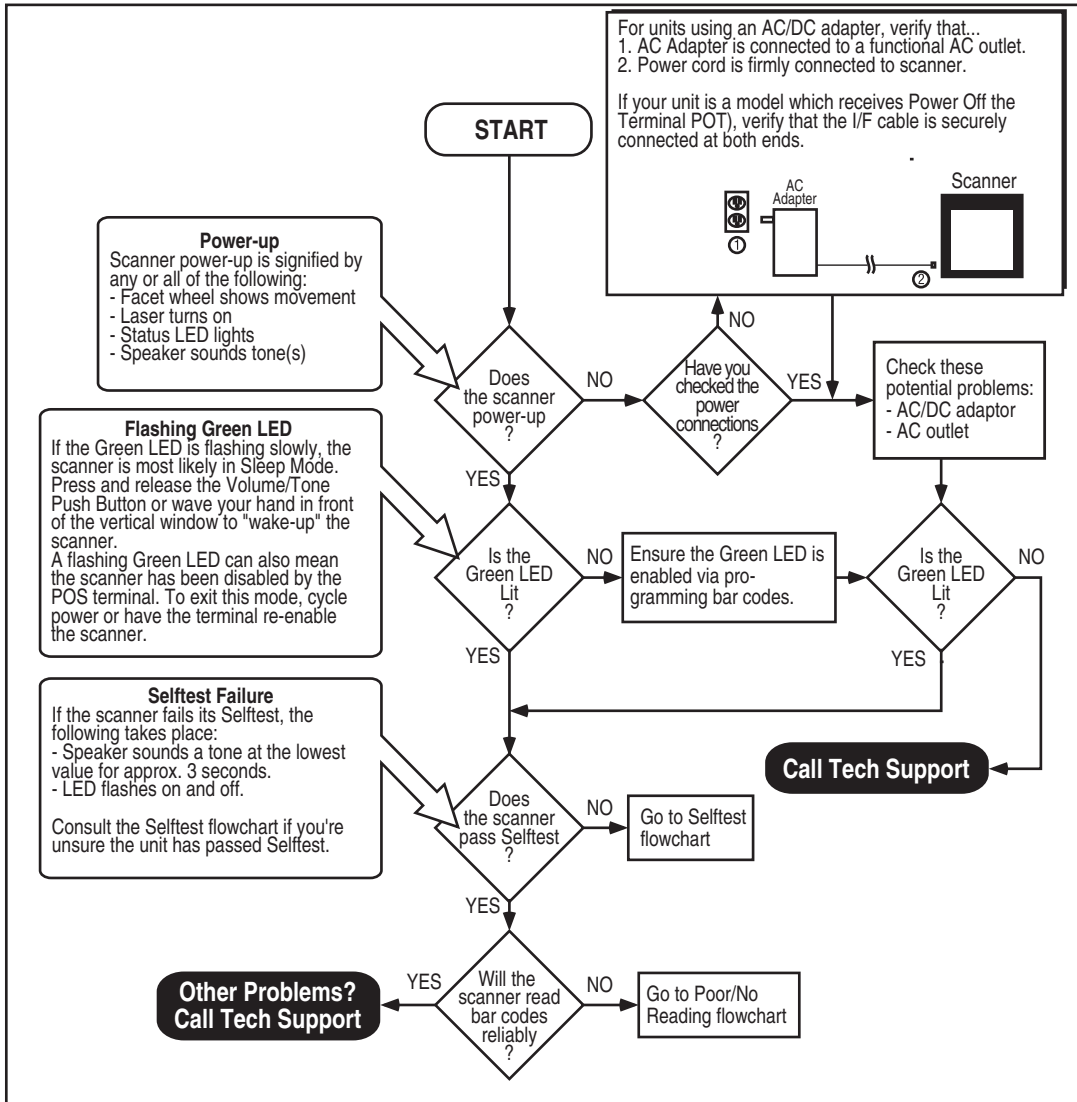 For units using an AC/DC adapter, verify that...
1. AC Adapter is connected to a functional AC outlet.
2. Power cord is firmly connected to scanner.
If your unit is a model which receives Power Off the
Terminal POT), verify that the I/F cable is securely
connected at both ends.
AC
Adapter
Scanner
1
2
START
Power-up
Scanner power-up is signified by
any or all of the following:
- Facet wheel shows movement
- Laser turns on
- Status LED lights
- Speaker sounds tone(s)
Does
the scanner
power-up
?
NO
YES
Have you
checked the
power
connections
?
NO
YES
Check these
potential problems:
- AC/DC adaptor
- AC outlet
Flashing Green LED
If the Green LED is flashing slowly, the
scanner is most likely in Sleep Mode.
Press and release the Volume/Tone
Push Button or wave your hand in front
of the vertical window to "wake-up" the
scanner.
A flashing Green LED can also mean
the scanner has been disabled by the
POS terminal. To exit this mode, cycle
power or have the terminal re-enable
the scanner.
Is the
Green LED
Lit
?
NO
YES
Ensure the Green LED is
enabled via pro-
gramming bar codes.
Is the
Green LED
Lit
?
NO
YES
Call Tech Support
Selftest Failure
If the scanner fails its Selftest, the
following takes place:
- Speaker sounds a tone at the lowest
value for approx. 3 seconds.
- LED flashes on and off.
Consult the Selftest flowchart if you're
unsure the unit has passed Selftest.
Does
the scanner
pass Selftest
?
NO
YES
Go to Selftest
flowchart
Will the
scanner read
bar codes
reliably
?
YES
NO
Other Problems?
Call Tech Support
Go to Poor/No
Reading flowchart